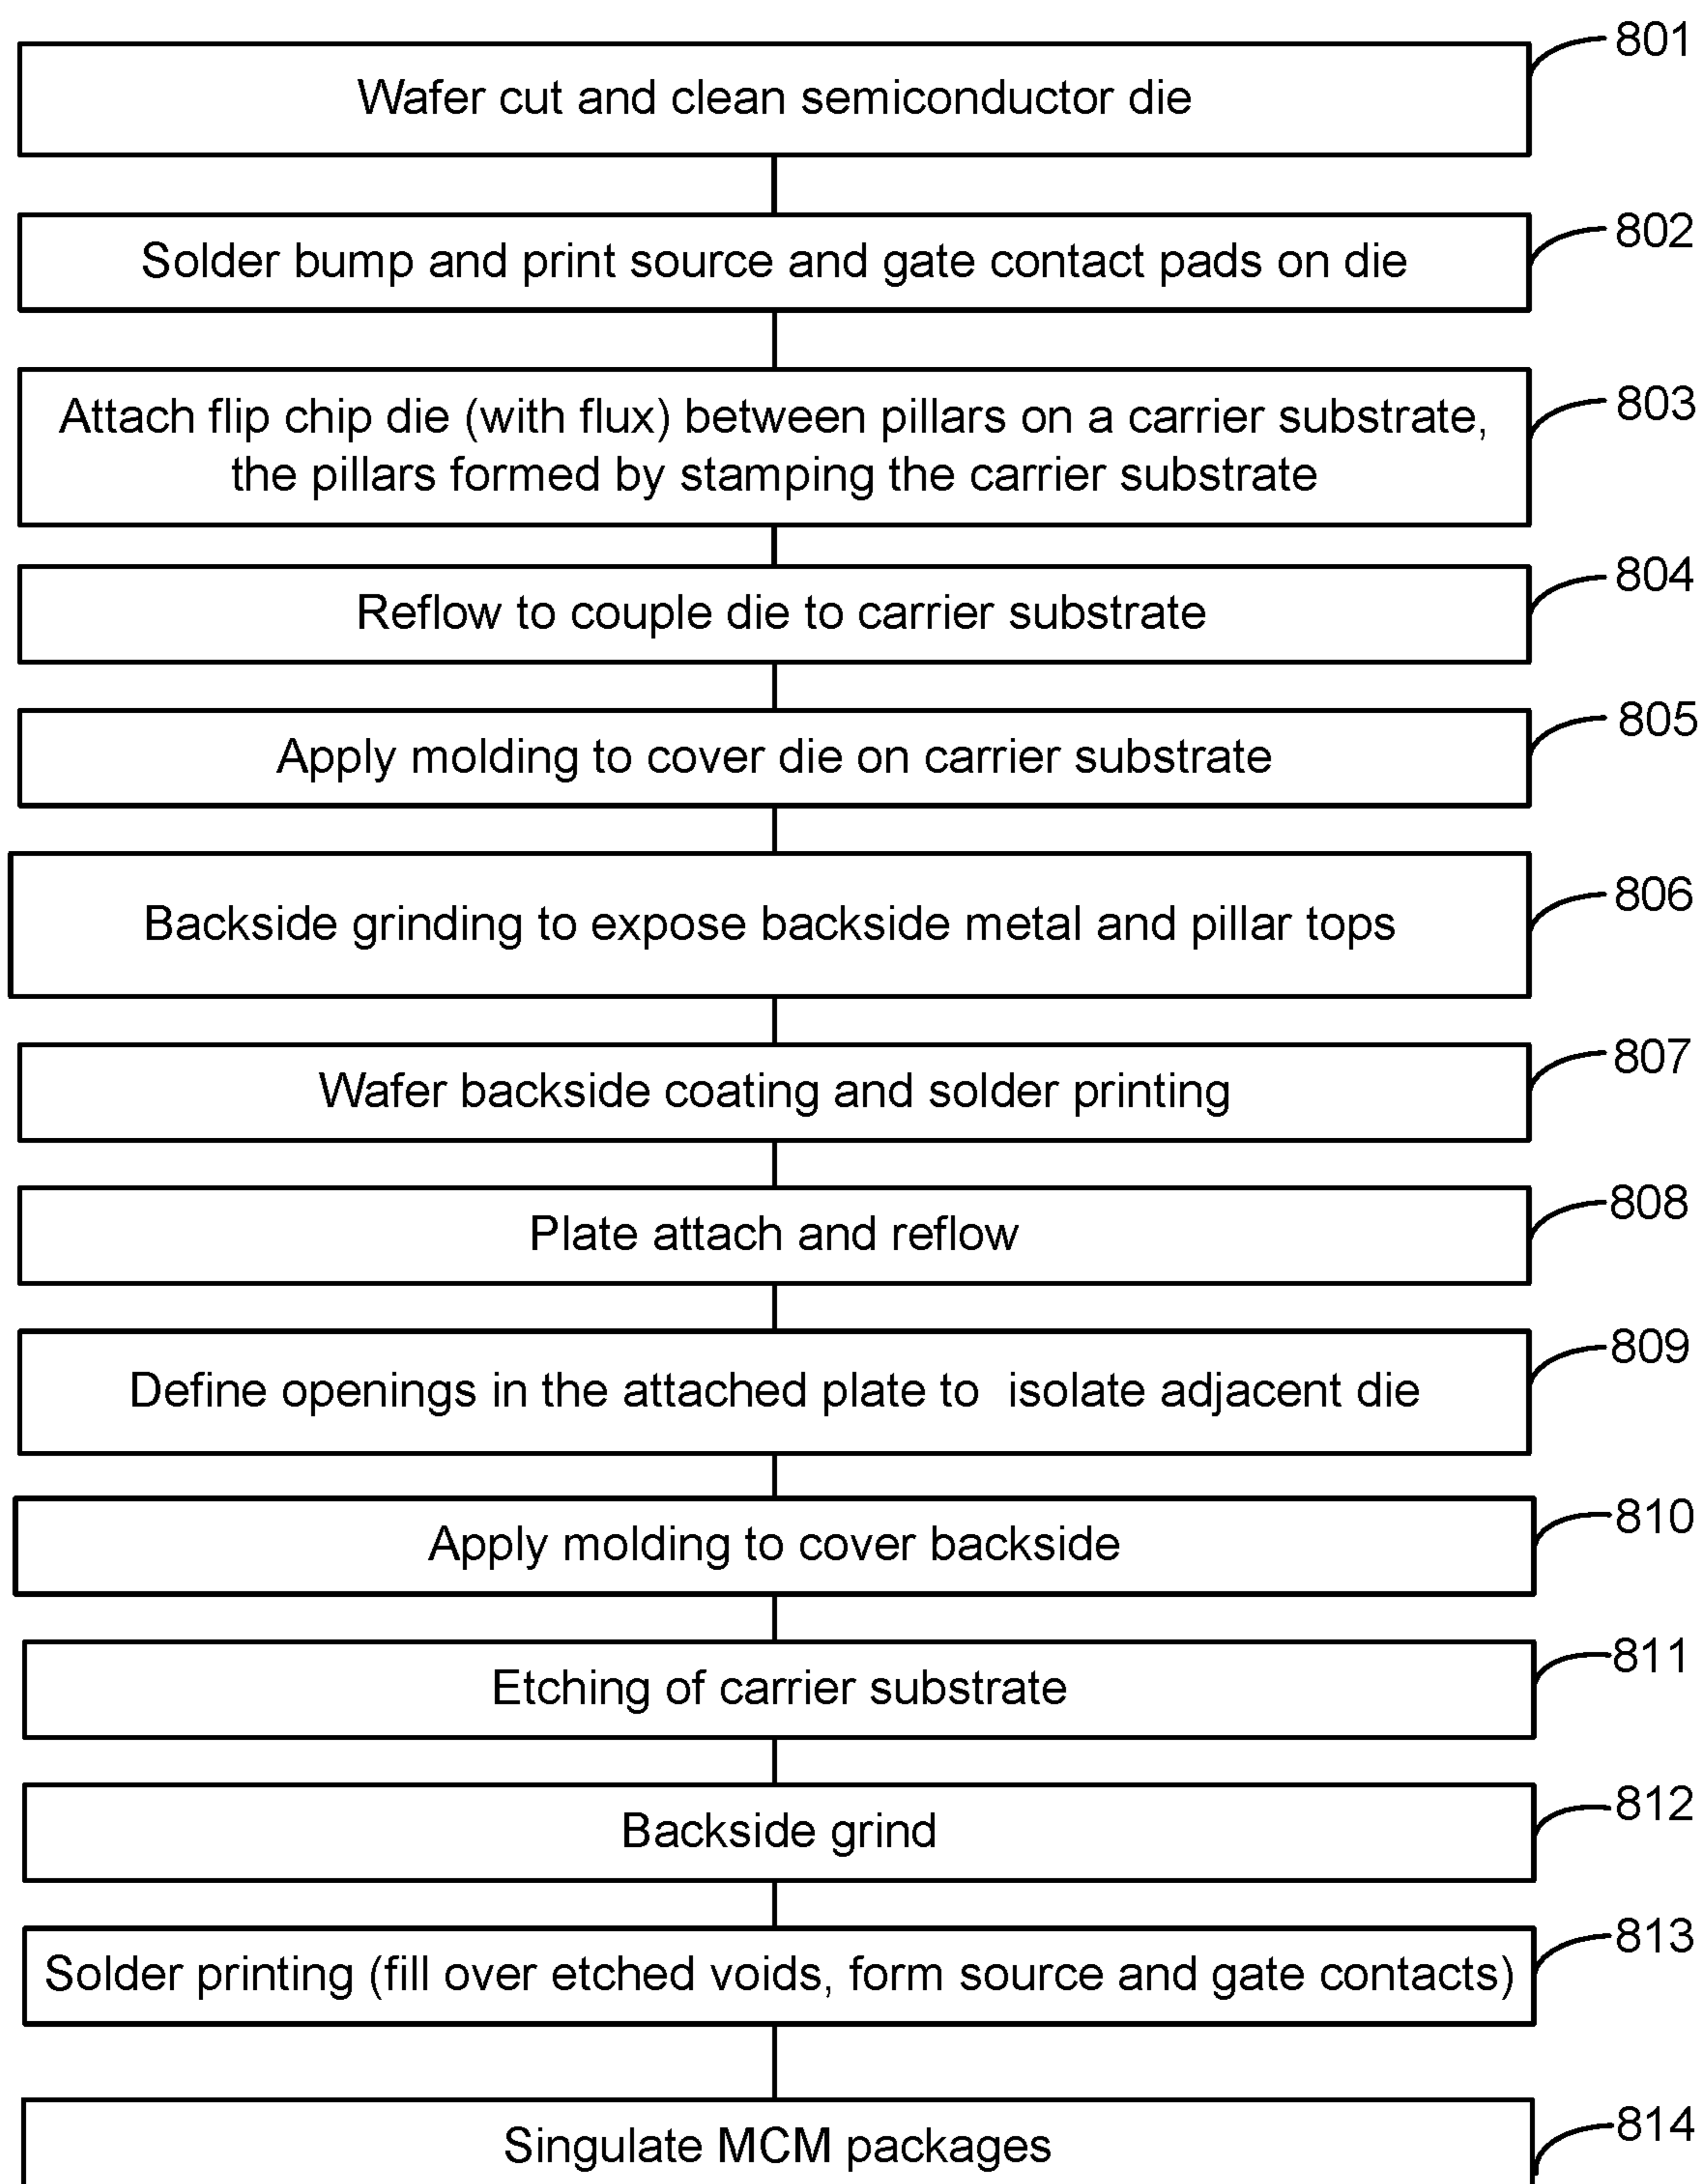 801
Wafer cut and clean semiconductor die
802
Solder bump and print source and gate contact pads on die
803
Attach flip chip die (with flux) between pillars on a carrier substrate,
the pillars formed by stamping the carrier substrate
804
Reflow to couple die to carrier substrate
805
Apply molding to cover die on carrier substrate
806
Backside grinding to expose backside metal and pillar tops
807
Wafer backside coating and solder printing
808
Plate attach and reflow
809
Define openings in the attached plate to  isolate adjacent die
810
Apply molding to cover backside
811
Etching of carrier substrate
812
Backside grind
813
Solder printing (fill over etched voids, form source and gate contacts)
814
Singulate MCM packages